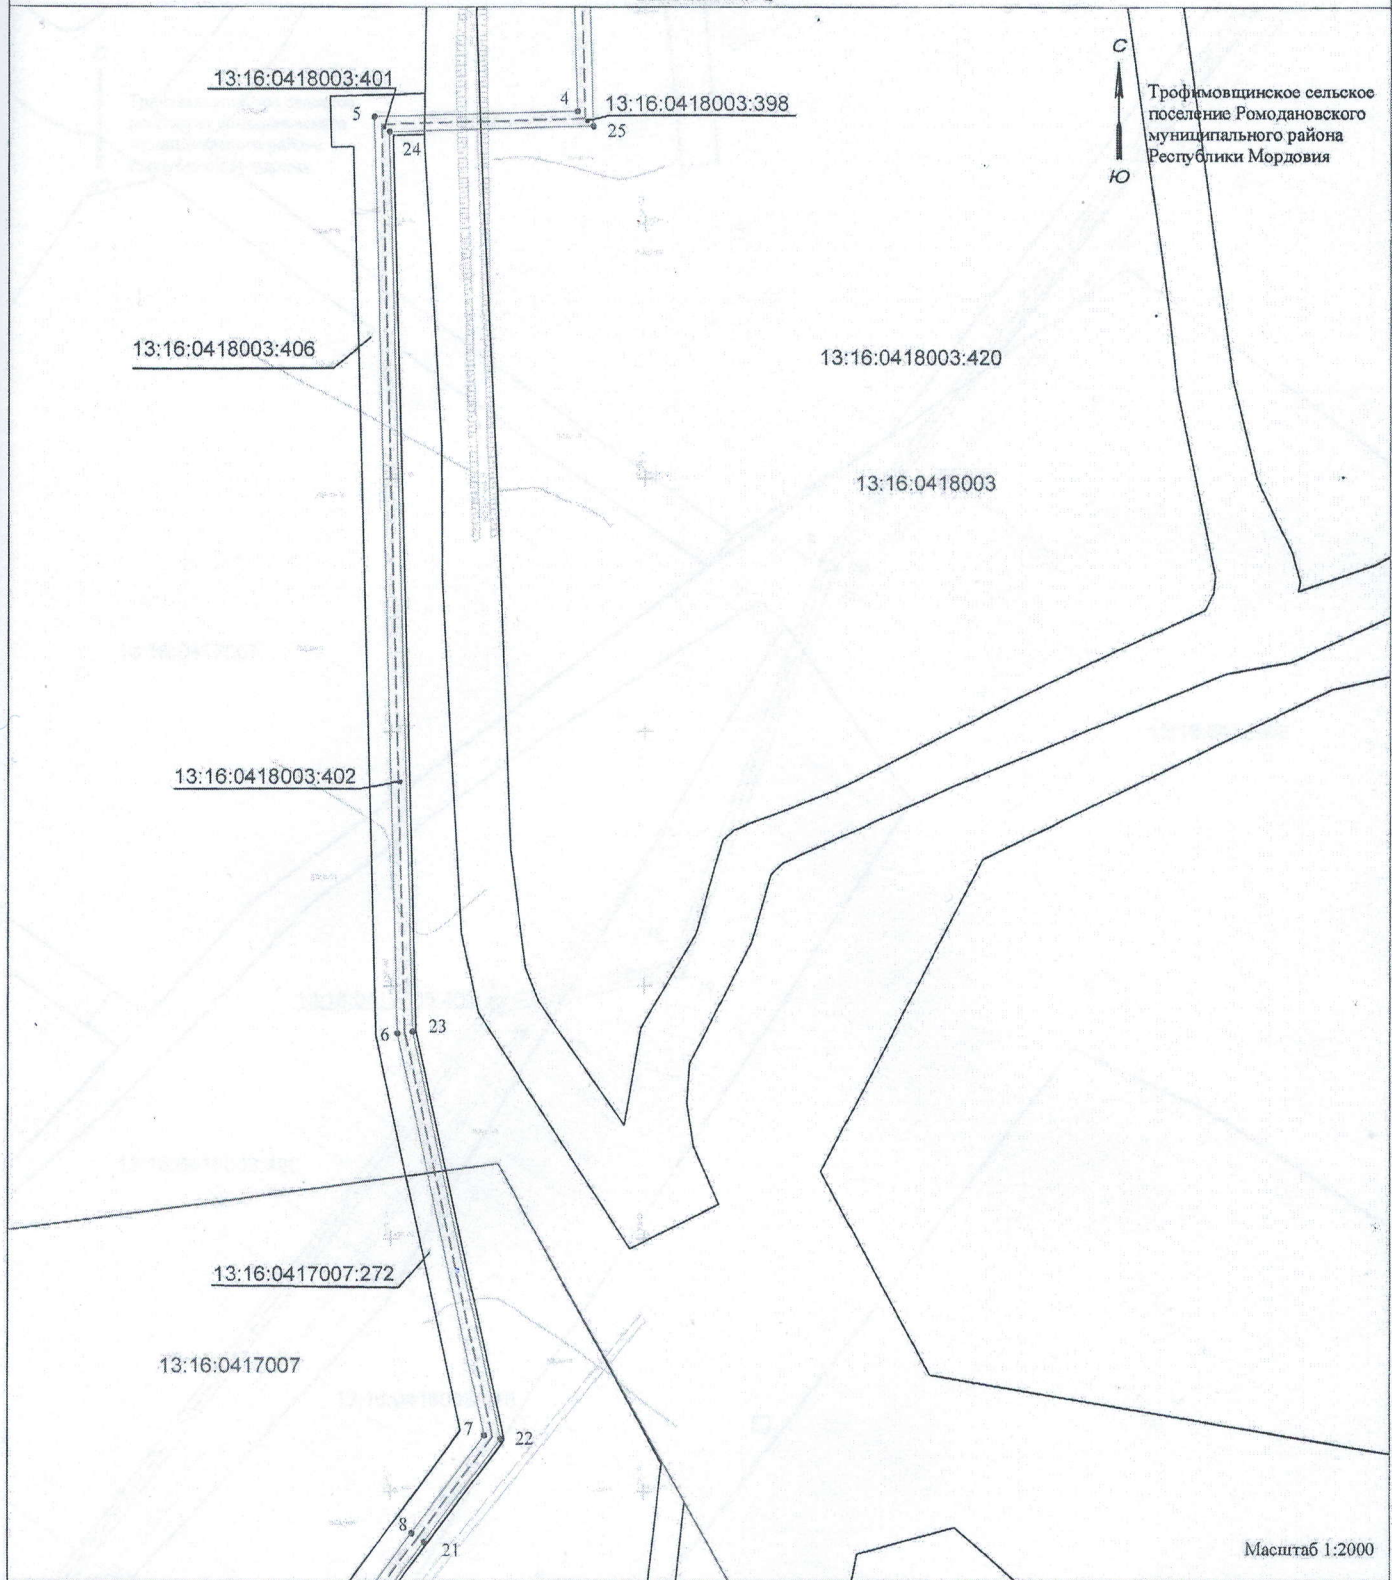 С
13:16:0418003:401
Трофимовщинское сельское
поселение Ромодановского
муниципального района
Республики Мордовия
4
13:16:0418003:398
5
25
24
Ю
13:16:0418003:406
13:16:0418003:420
13:16:0418003
13:16:0418003:402
6
23
13:16:0417007:272
13:16:0417007
7
22
8
21
Масштаб 1:2000